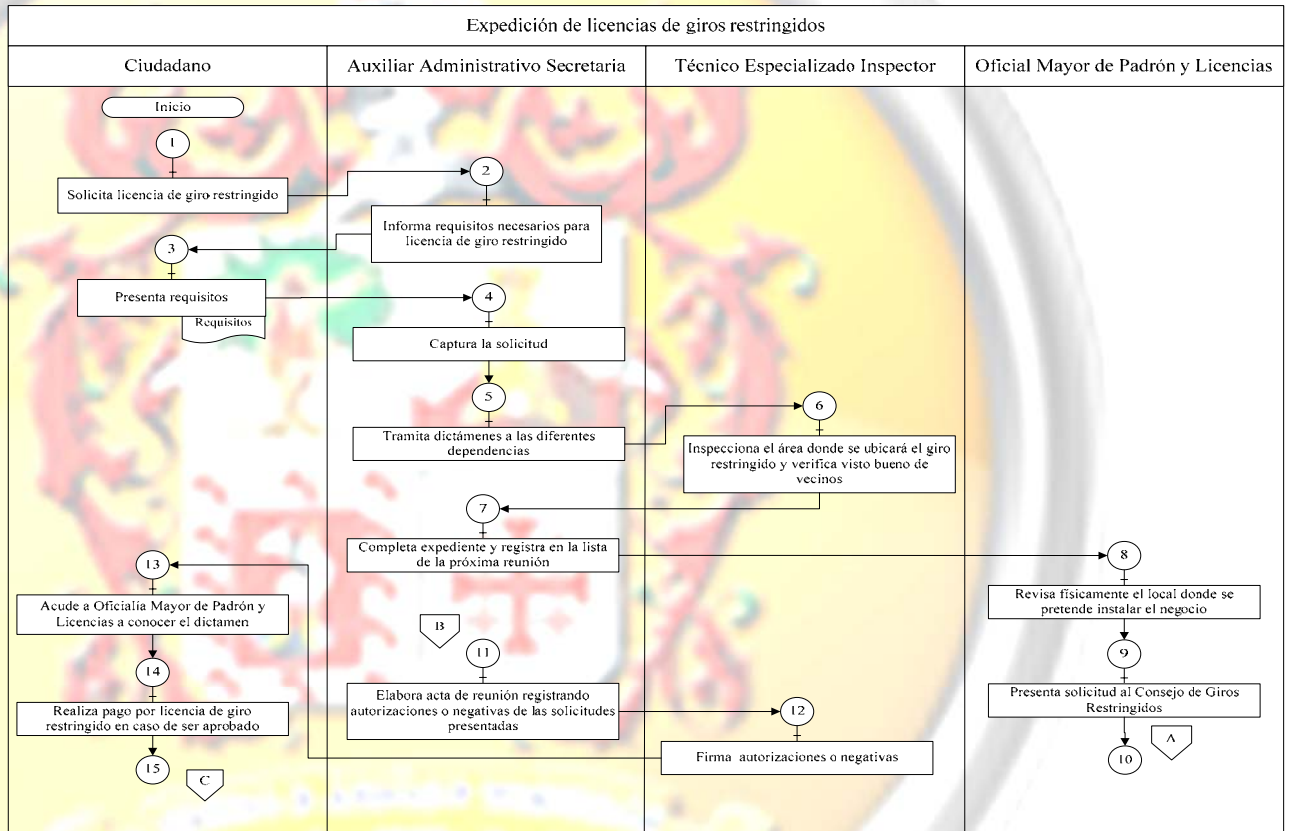 Expedición de licencias de giros restringidos
Ciudadano
Auxiliar Administrativo Secretaria
Técnico Especializado Inspector
Oficial Mayor de Padrón y Licencias
Inicio
1
Solicita licencia de giro restringido
2
Informa requisitos necesarios para
licencia de giro restringido
3
Presenta requisitos
Requisitos
4
Captura la solicitud
5
Tramita dictámenes a las diferentes
dependencias
6
Inspecciona el área donde se ubicará el giro
restringido y verifica visto bueno de
vecinos
7
Completa expediente y registra en la lista
de la próxima reunión
8
Revisa físicamente el local donde se
pretende instalar el negocio
9
Presenta solicitud al Consejo de Giros
Restringidos
A
10
B
11
Elabora acta de reunión registrando
autorizaciones o negativas de las solicitudes
presentadas
12
Firma autorizaciones o negativas
13
Acude a Oficialía Mayor de Padrón y
Licencias a conocer el dictamen
14
Realiza pago por licencia de giro
restringido en caso de ser aprobado
15
C